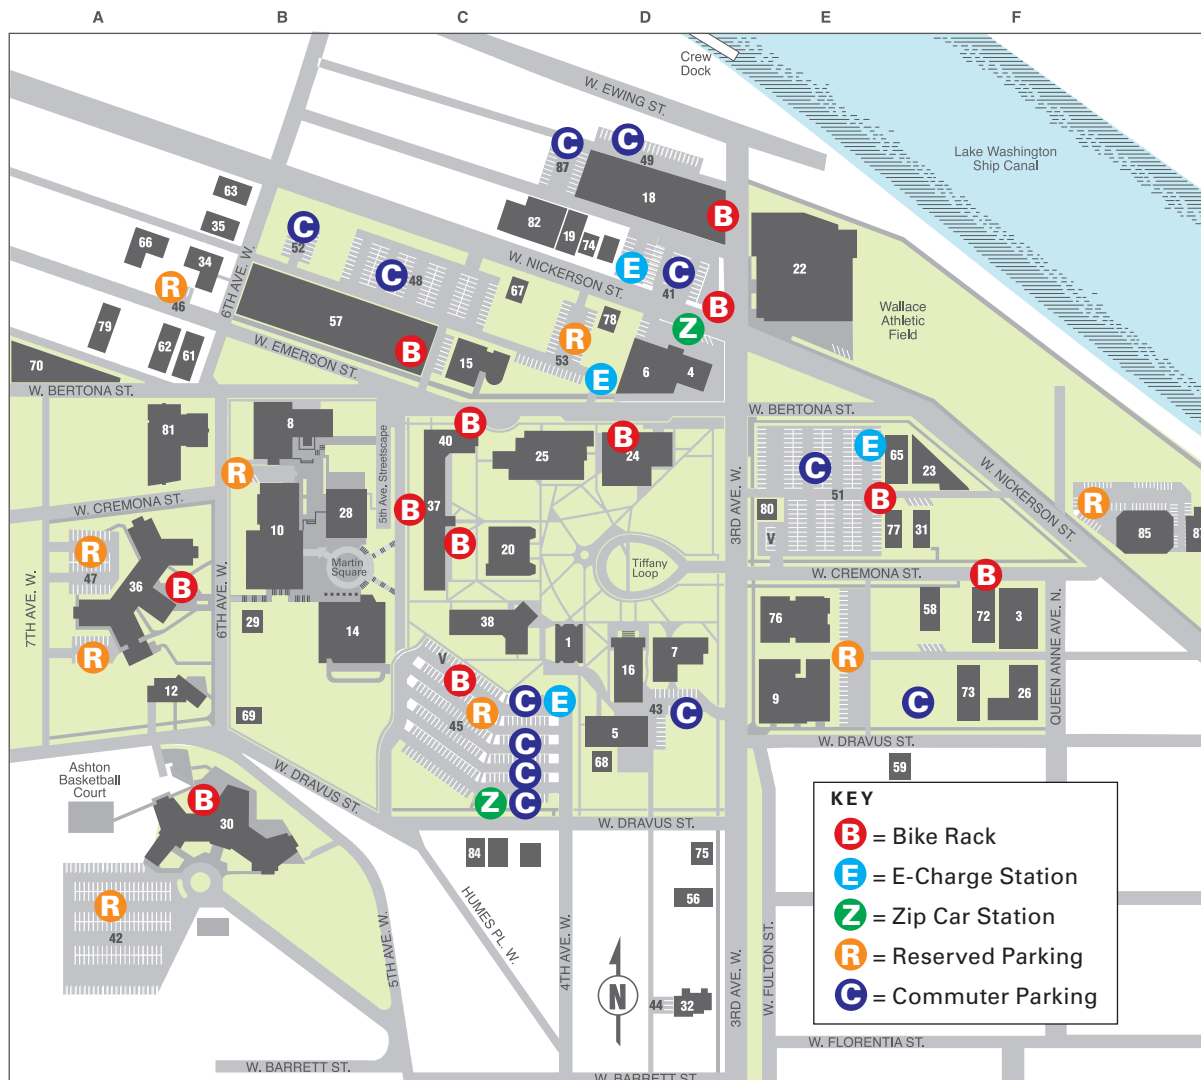 A B C D E F
Crew
Dock
W. EWING ST.
Lake Washington
Ship Canal
C
C
49
87
18
63
B
35
82
19
74
66
C
52
34
6TH AVE. W.
W. NICKERSON ST.
E
C
22
C
48
41
R
46
67
B
Wallace
Athletic
Field
57
78
Z
79
62
61
W. EMERSON ST.
B
15
R
53
6
4
70
E
W. BERTONA ST.
W. BERTONA ST.
81
8
5th Ave. Streetscape
B
40
25
B
24
E
65
23
R
C
51
B
W. NICKERSON ST.
W. CREMONA ST.
10
28
B
37
3RD AVE. W.
80
77
31
R
85
R
47
36
B
Martin
Square
B
20
Tiffany
Loop
V
W. CREMONA ST.
B
7TH AVE. W.
6TH AVE. W.
29
14
38
1
16
7
76
58
72
3
R
V
B
R
QUEEN ANNE AVE. N.
12
69
R
45
C
E
43
C
9
C
73
26
5
C
68
W. DRAVUS ST.
59
Ashton
Basketball
Court
W. DRAVUS ST.
C
B
30
Z
C
W. DRAVUS ST.
84
75
HUMES PL. W.
56
R
42
5TH AVE. W.
4TH AVE. W.
N
44
32
3RD AVE. W.
W. FULTON ST.
KEY
B = Bike Rack
E = E-Charge Station
Z = Zip Car Station
R = Reserved Parking
C = Commuter Parking
W. FLORENTIA ST.
W. BARRETT ST.
W. BARRETT ST.